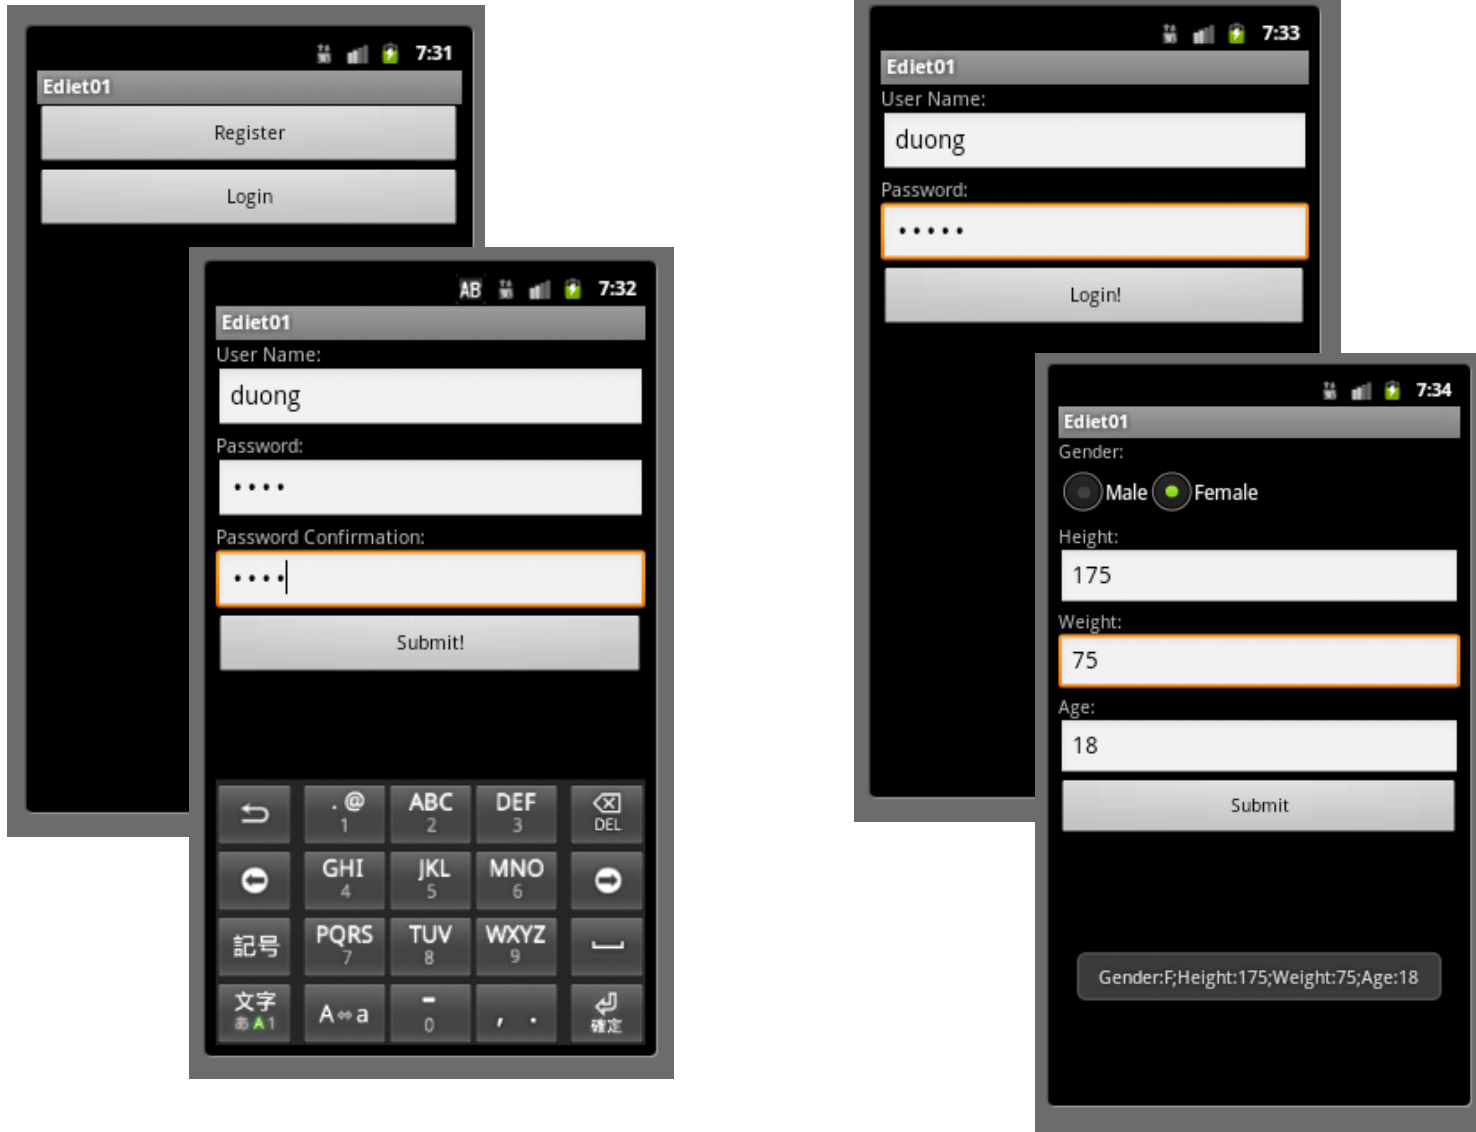 7:31
Ediet01
Register
Login
AB 7:32
Ediet01
User Name:
duong
Password:
••••
Password Confirmation:
••••
Submit!
. @ ABC DEF
1 2 3 DEL
GHI JKL MNO
4 5 6
記号 PQRS TUV WXYZ
7 8 9
文字 A⇔a - , .
あA1 0 確定
7:33
Ediet01
User Name:
duong
Password:
•••••
Login!
7:34
Ediet01
Gender:
Male Female
Height:
175
Weight:
75
Age:
18
Submit
Gender:F;Height:175;Weight:75;Age:18